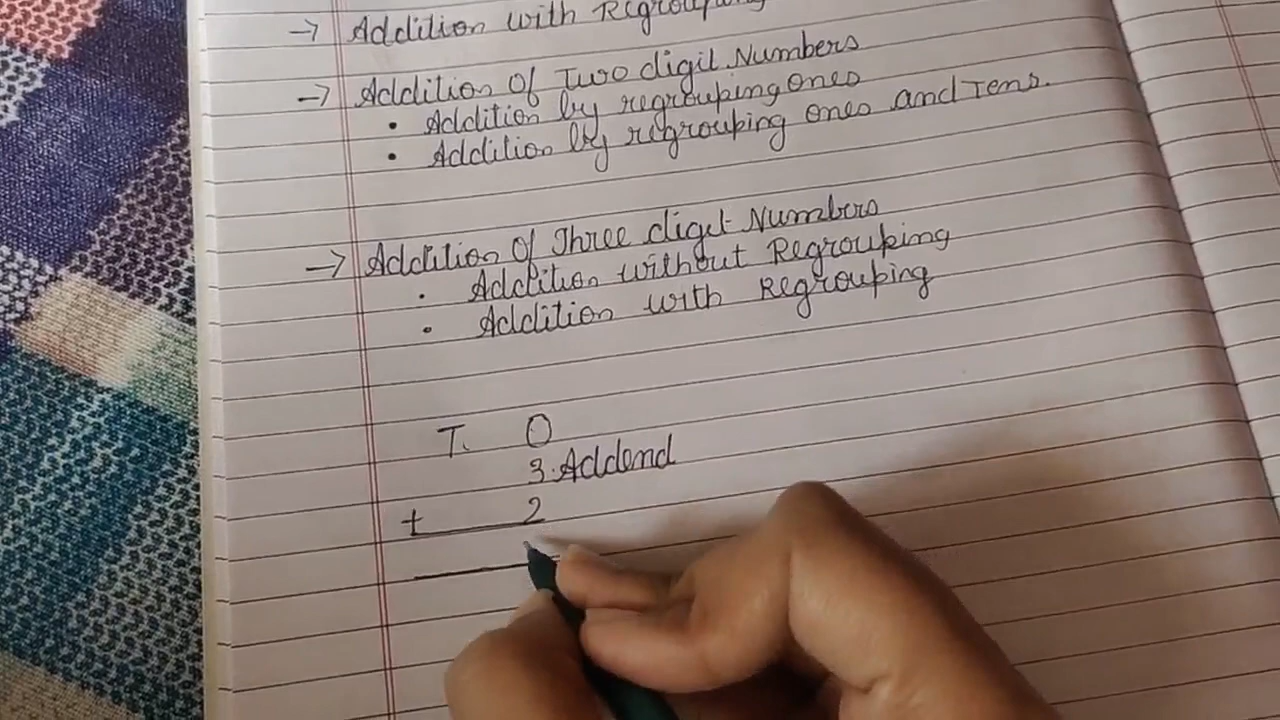 → Addition with Regrouping
→ Addition Of Two digit Numbers
• Addition by regrouping ones
• Addition by regrouping ones and Tens.
→ Addition Of Three digit Numbers
• Addition without Regrouping
• Addition with Regrouping
T. O
3. Addend
+ 2